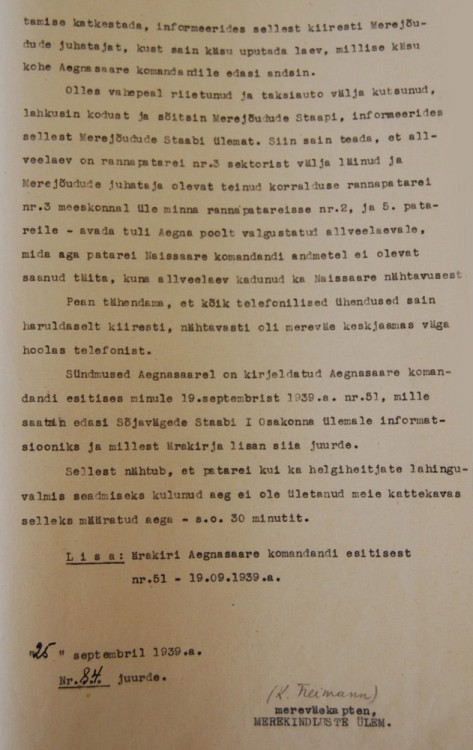 tamise katkestada, informeerides sellest kiiresti Merejõu-
dude juhatajat, kust sain käsu uputada laev, millise käsu
kohe Aegnasaare komandandile edasi andsin.
Olles vahepeal riietunud ja taksiauto välja kutsunud,
lahkusin kodust ja sõitsin Merejõudude Staapi, informeerides
sellest Merejõudude Staabi ülemat. Siin sain teada, et all-
veelaev on rannapatarei nr.3 sektorist välja läinud ja
Merejõudude juhataja olevat teinud korralduse rannapatarei
nr.3 meeskonnal üle minna rannapatareisse nr.2, ja 5. pata-
reile - avada tuli Aegna poolt valgustatud allveelaevale,
mida aga patarei Naissaare komandandi andmetel ei olevat
saanud täita, kuna allveelaev kadunud ka Naissaare nähtavusest
Pean tähendama, et kõik telefonilised ühendused sain
haruldaselt kiiresti, nähtavasti oli merevãe keskjaamas väga
hoolas telefonist.
Sündmused Aegnasaarel on kirjeldatud Aegnasaare koman-
dandi esitises minule 19.septembrist 1939.a. nr.51, mille
saatsin edasi Sõjavägede Staabi I Osakonna ülemale informat-
siooniks ja millest ärakirja lisan siia juurde.
Sellest nähtub, et patarei kui ka helgiheitjate lahingu-
valmis seadmiseks kulunud aeg ei ole ületanud meie kattekavas
selleks määratud aega - s.o. 30 minutit.
L i s a: Ärakiri Aegnasaare komandandi esitisest
nr.51 - 19.09.1939.a.
"25" septembril 1939.a.
Nr. 84. juurde.
(K. Treimann)
mereväekapten,
MEREKINDLUSTE ÜLEM.